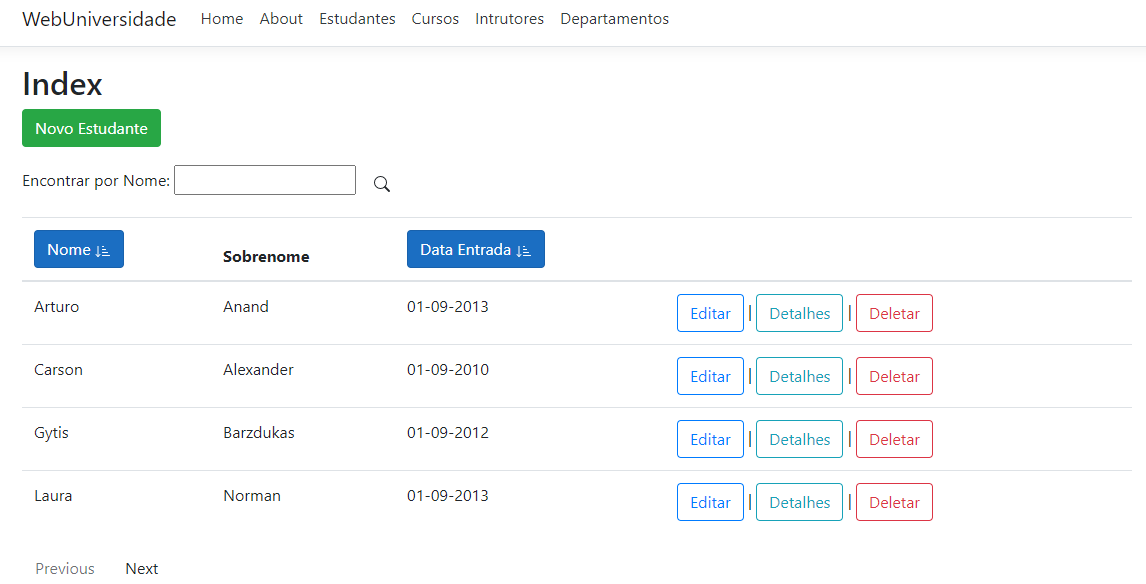 WebUniversidade Home About Estudantes Cursos Intrutores Departamentos
Index
Novo Estudante
Encontrar por Nome:
Nome Sobrenome Data Entrada
Arturo Anand 01-09-2013 Editar | Detalhes | Deletar
Carson Alexander 01-09-2010 Editar | Detalhes | Deletar
Gytis Barzdukas 01-09-2012 Editar | Detalhes | Deletar
Laura Norman 01-09-2013 Editar | Detalhes | Deletar
Previous Next